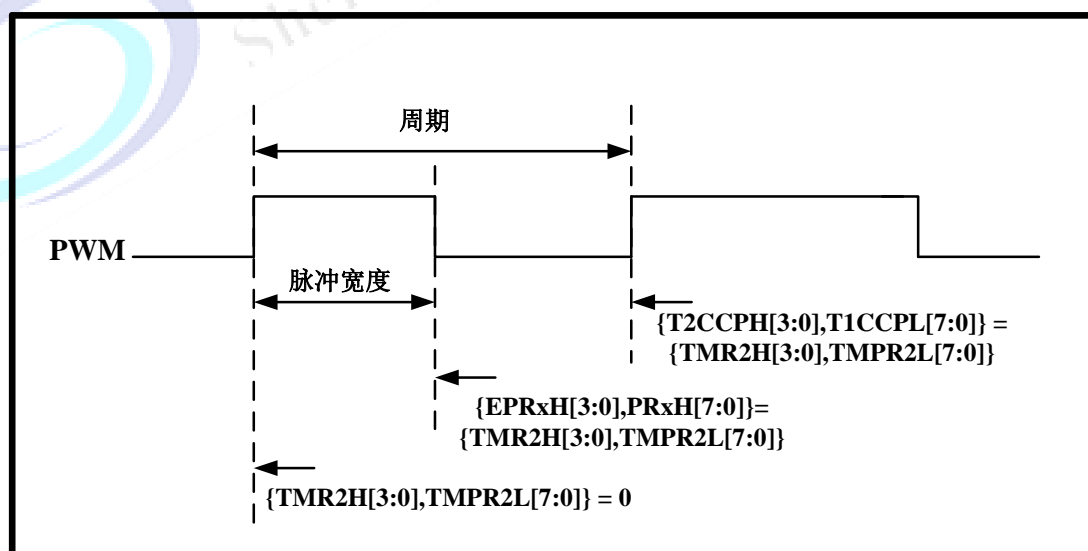 Shen
周期
PWM
脉冲宽度
{T2CCPH[3:0],T1CCPL[7:0]} =
{TMR2H[3:0],TMPR2L[7:0]}
{EPRxH[3:0],PRxH[7:0]}=
{TMR2H[3:0],TMPR2L[7:0]}
{TMR2H[3:0],TMPR2L[7:0]} = 0